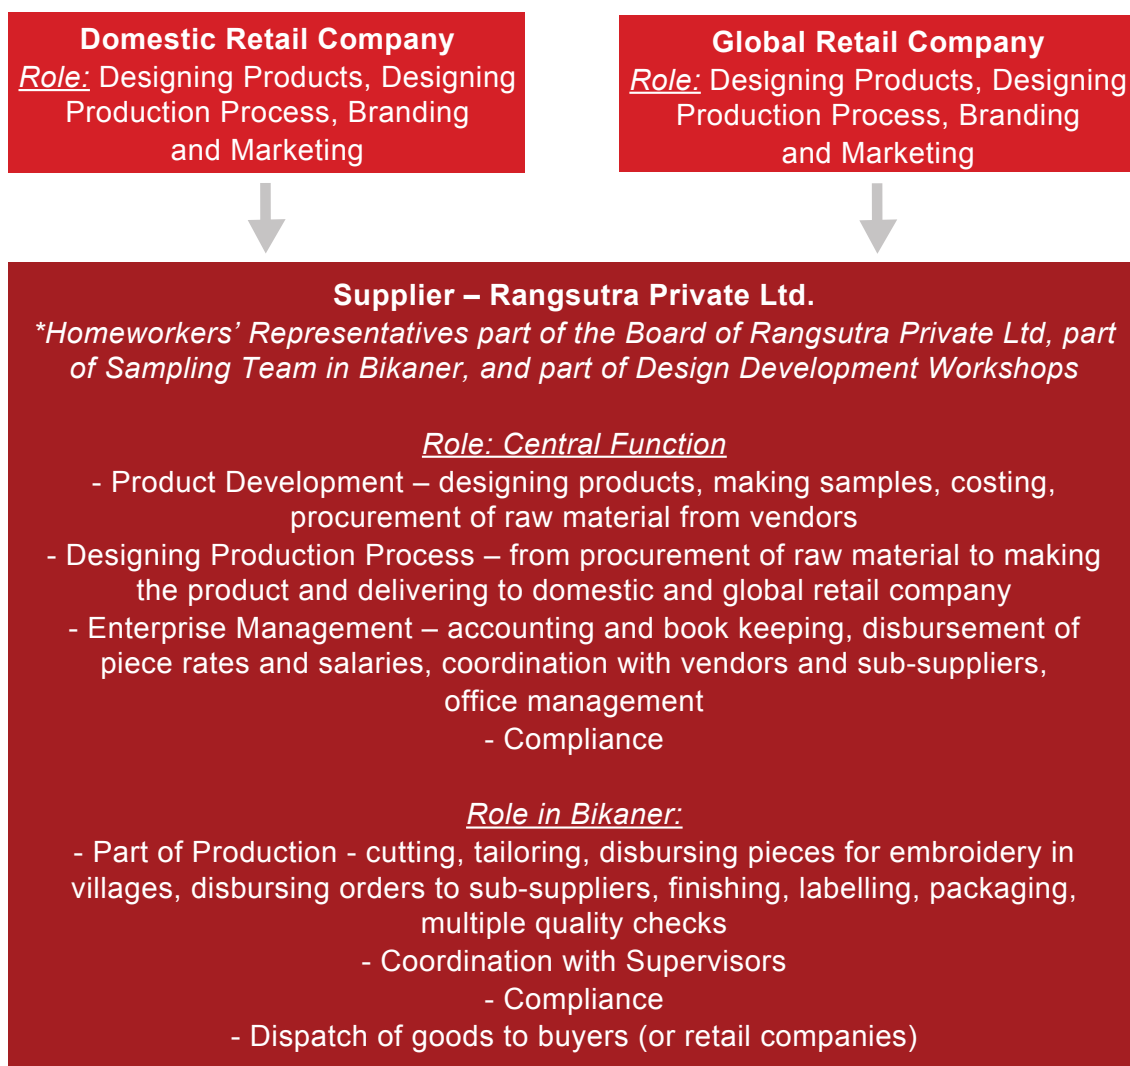 Domestic Retail Company
Role: Designing Products, Designing
Production Process, Branding
and Marketing
Global Retail Company
Role: Designing Products, Designing
Production Process, Branding
and Marketing
Supplier – Rangsutra Private Ltd.
*Homeworkers’ Representatives part of the Board of Rangsutra Private Ltd, part
of Sampling Team in Bikaner, and part of Design Development Workshops
Role: Central Function
- Product Development – designing products, making samples, costing,
procurement of raw material from vendors
- Designing Production Process – from procurement of raw material to making
the product and delivering to domestic and global retail company
- Enterprise Management – accounting and book keeping, disbursement of
piece rates and salaries, coordination with vendors and sub-suppliers,
office management
- Compliance
Role in Bikaner:
- Part of Production - cutting, tailoring, disbursing pieces for embroidery in
villages, disbursing orders to sub-suppliers, finishing, labelling, packaging,
multiple quality checks
- Coordination with Supervisors
- Compliance
- Dispatch of goods to buyers (or retail companies)